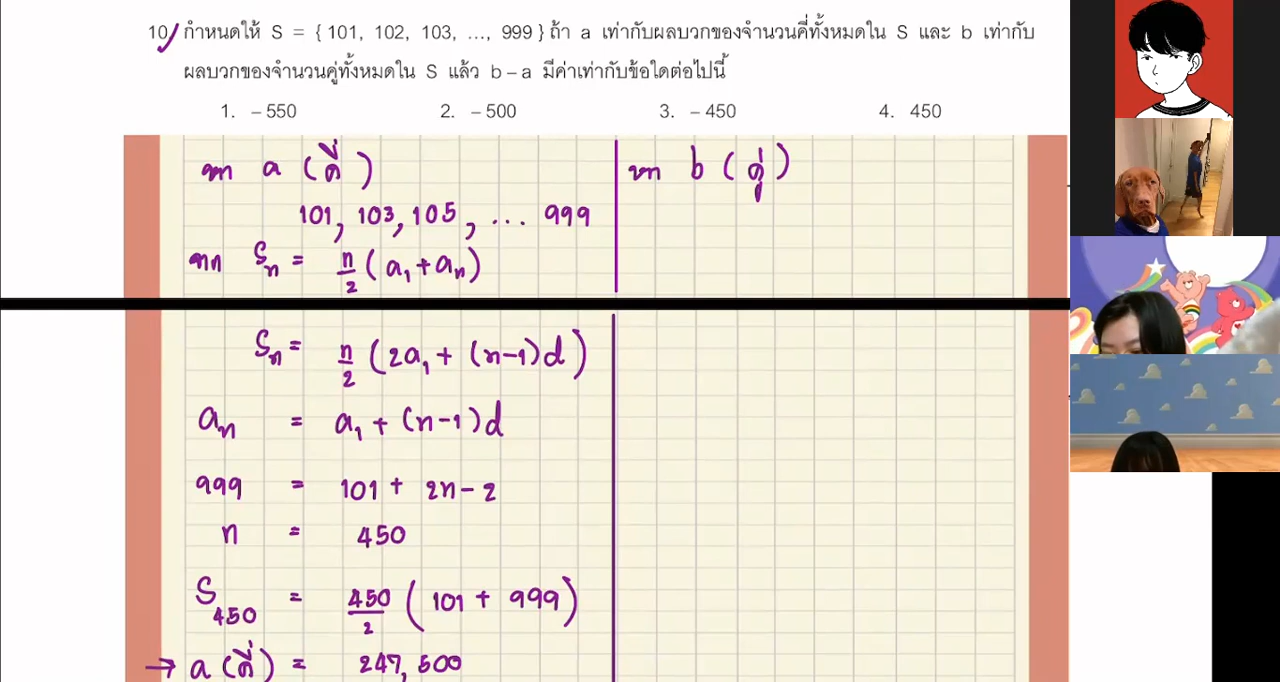 10 กำหนดให้ S = { 101, 102, 103, ..., 999 } ถ้า a เท่ากับผลบวกของจำนวนคี่ทั้งหมดใน S และ b เท่ากับ
ผลบวกของจำนวนคู่ทั้งหมดใน S แล้ว b – a มีค่าเท่ากับข้อใดต่อไปนี้
1. – 550 2. – 500 3. – 450 4. 450
หา a (คี่)
101, 103, 105, ... 999
จาก Sn = n/2 (a1 + an)
Sn = n/2 (2a1 + (n-1)d)
an = a1 + (n-1)d
999 = 101 + 2n - 2
n = 450
S450 = 450/2 (101 + 999)
→ a (คี่) = 247,500
หา b (คู่)